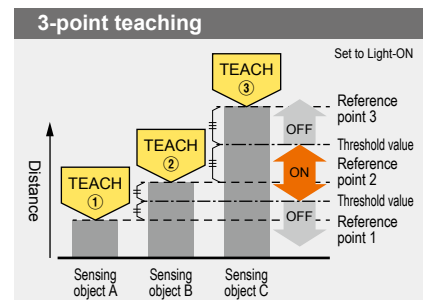 3-point teaching
Set to Light-ON
TEACH
③
TEACH
②
TEACH
①
OFF
ON
OFF
Reference
point 3
Threshold value
Reference
point 2
Threshold value
Reference
point 1
Distance
Sensing
object A
Sensing
object B
Sensing
object C